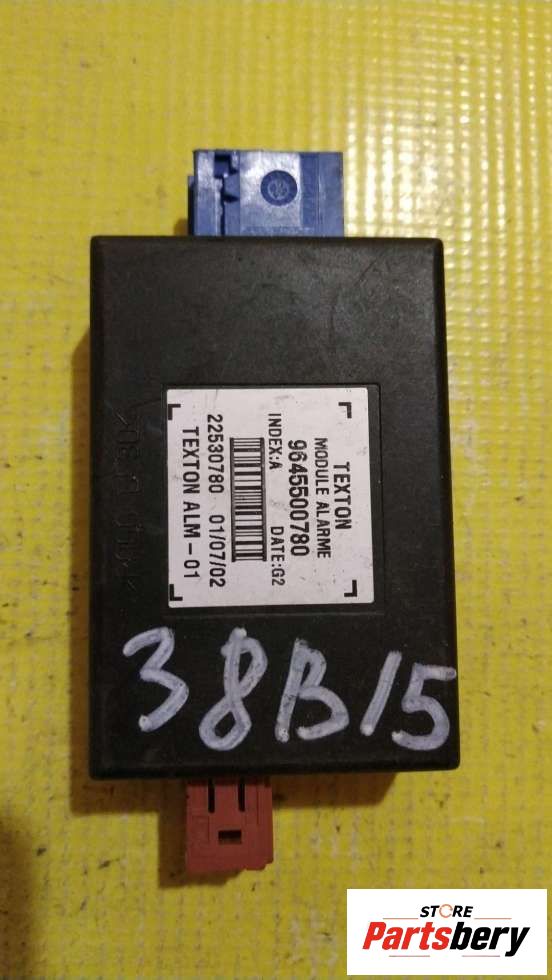 TEXTON
MODULE ALARME
9645500780
INDEX:A DATE:G2
22530780 01/07/02
TEXTON ALM-01
38B15
STORE
Partsbery